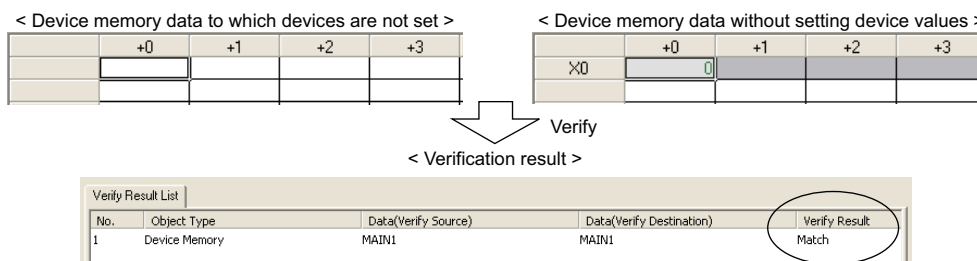 < Device memory data to which devices are not set >
< Device memory data without setting device values >
+0 +1 +2 +3
+0 +1 +2 +3
X0 0
Verify
< Verification result >
Verify Result List
No. Object Type Data(Verify Source) Data(Verify Destination) Verify Result
1 Device Memory MAIN1 MAIN1 Match